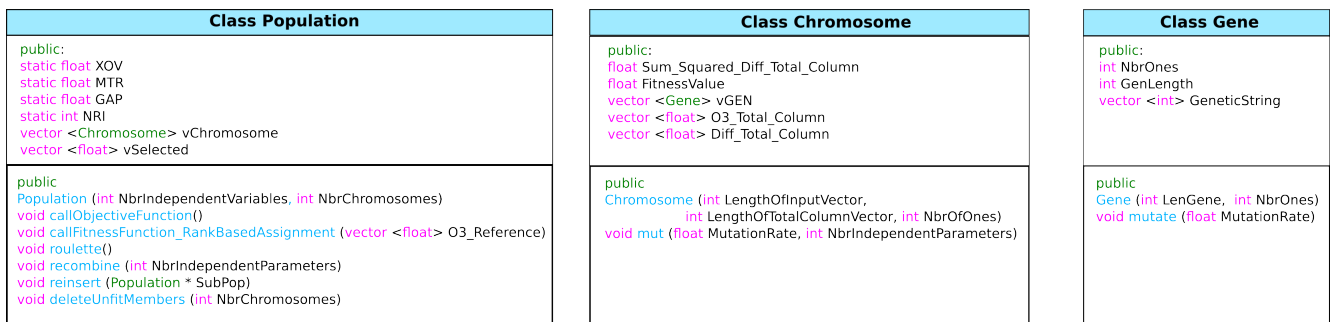 Class Population
public:
static float XOV
static float MTR
static float GAP
static int NRI
vector <Chromosome> vChromosome
vector <float> vSelected
public
Population (int NbrIndependentVariables, int NbrChromosomes)
void callObjectiveFunction()
void callFitnessFunction_RankBasedAssignment (vector <float> O3_Reference)
void roulette()
void recombine (int NbrIndependentParameters)
void reinsert (Population * SubPop)
void deleteUnfitMembers (int NbrChromosomes)
Class Chromosome
public:
float Sum_Squared_Diff_Total_Column
float FitnessValue
vector <Gene> vGEN
vector <float> O3_Total_Column
vector <float> Diff_Total_Column
public
Chromosome (int LengthOfInputVector,
int LengthOfTotalColumnVector, int NbrOfOnes)
void mut (float MutationRate, int NbrIndependentParameters)
Class Gene
public:
int NbrOnes
int GenLength
vector <int> GeneticString
public
Gene (int LenGene, int NbrOnes)
void mutate (float MutationRate)